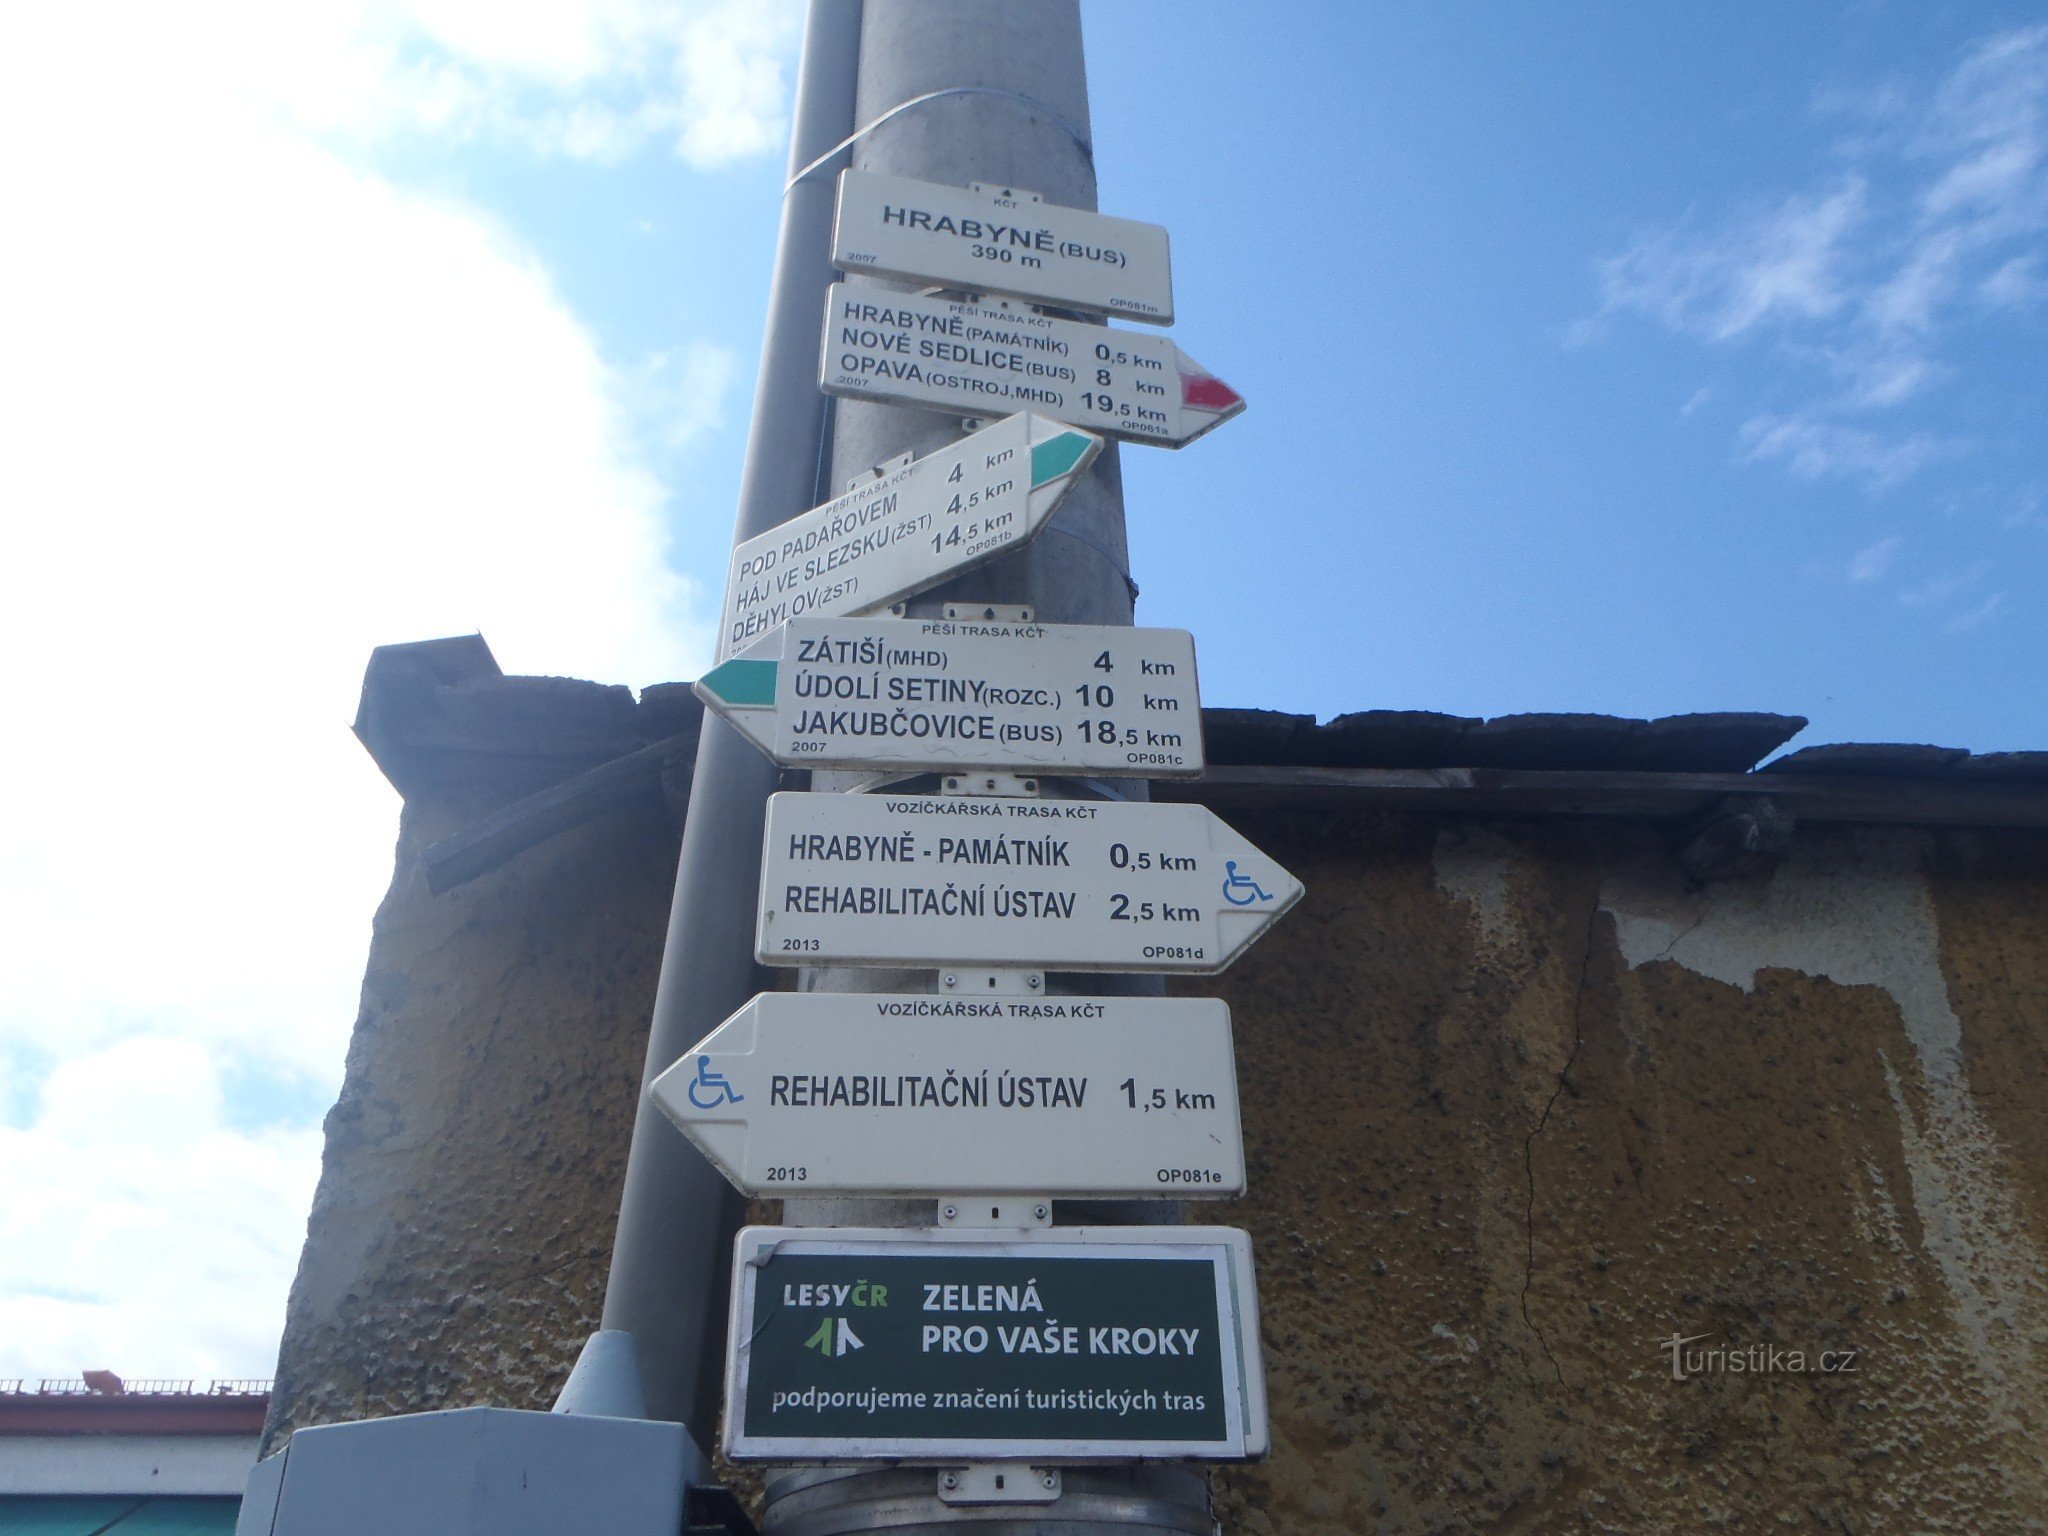 KČT
HRABYNĚ (BUS)
390 m
2007 OP081m
PĚŠÍ TRASA KČT
HRABYNĚ (PAMÁTNÍK) 0,5 km
NOVÉ SEDLICE (BUS) 8 km
OPAVA (OSTROJ,MHD) 19,5 km
2007 OP081a
PĚŠÍ TRASA KČT
POD PADAŘOVEM 4 km
HÁJ VE SLEZSKU (ŽST) 4,5 km
DĚHYLOV (ŽST) 14,5 km
OP081b
PĚŠÍ TRASA KČT
ZÁTIŠÍ (MHD) 4 km
ÚDOLÍ SETINY (ROZC.) 10 km
JAKUBČOVICE (BUS) 18,5 km
2007 OP081c
VOZÍČKÁŘSKÁ TRASA KČT
HRABYNĚ - PAMÁTNÍK 0,5 km
REHABILITAČNÍ ÚSTAV 2,5 km
2013 OP081d
VOZÍČKÁŘSKÁ TRASA KČT
REHABILITAČNÍ ÚSTAV 1,5 km
2013 OP081e
LESY ČR ZELENÁ
PRO VAŠE KROKY
podporujeme značení turistických tras
Turistika.cz